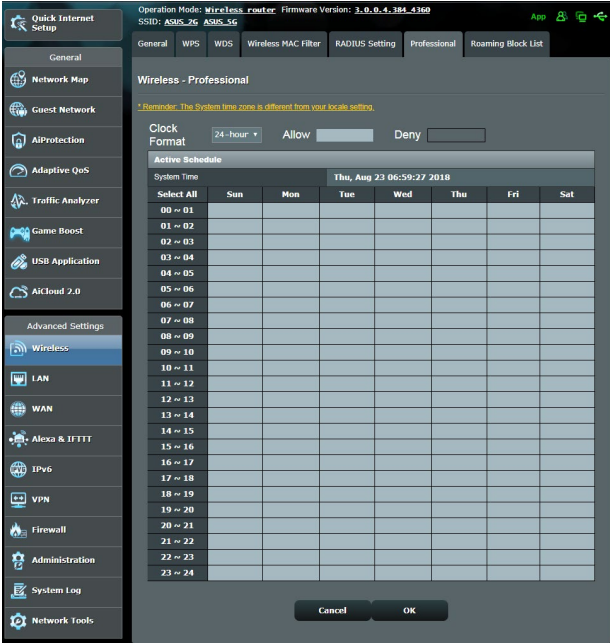 Quick Internet
Setup
General
Network Map
Guest Network
AiProtection
Adaptive QoS
Traffic Analyzer
Game Boost
USB Application
AiCloud 2.0
Advanced Settings
Wireless
LAN
WAN
Alexa & IFTTT
IPv6
VPN
Firewall
Administration
System Log
Network Tools
Operation Mode: Wireless router Firmware Version: 3.0.0.4.384_4360
SSID: ASUS_2G ASUS_5G
App
General WPS WDS Wireless MAC Filter RADIUS Setting Professional Roaming Block List
Wireless - Professional
* Reminder: The System time zone is different from your locale setting.
Clock
Format 24-hour Allow Deny
Active Schedule
System Time Thu, Aug 23 06:59:27 2018
Select All Sun Mon Tue Wed Thu Fri Sat
00 ~ 01
01 ~ 02
02 ~ 03
03 ~ 04
04 ~ 05
05 ~ 06
06 ~ 07
07 ~ 08
08 ~ 09
09 ~ 10
10 ~ 11
11 ~ 12
12 ~ 13
13 ~ 14
14 ~ 15
15 ~ 16
16 ~ 17
17 ~ 18
18 ~ 19
19 ~ 20
20 ~ 21
21 ~ 22
22 ~ 23
23 ~ 24
Cancel OK